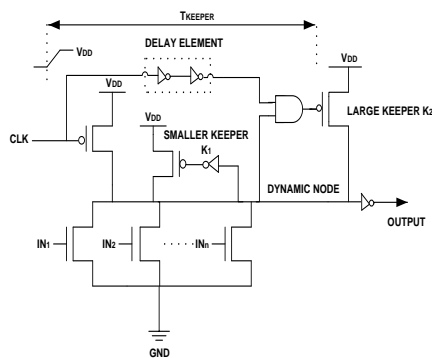 TKEEPER
VDD
DELAY ELEMENT
VDD
VDD
CLK
VDD
SMALLER KEEPER
K1
LARGE KEEPER K2
DYNAMIC NODE
OUTPUT
IN1
IN2
INn
GND